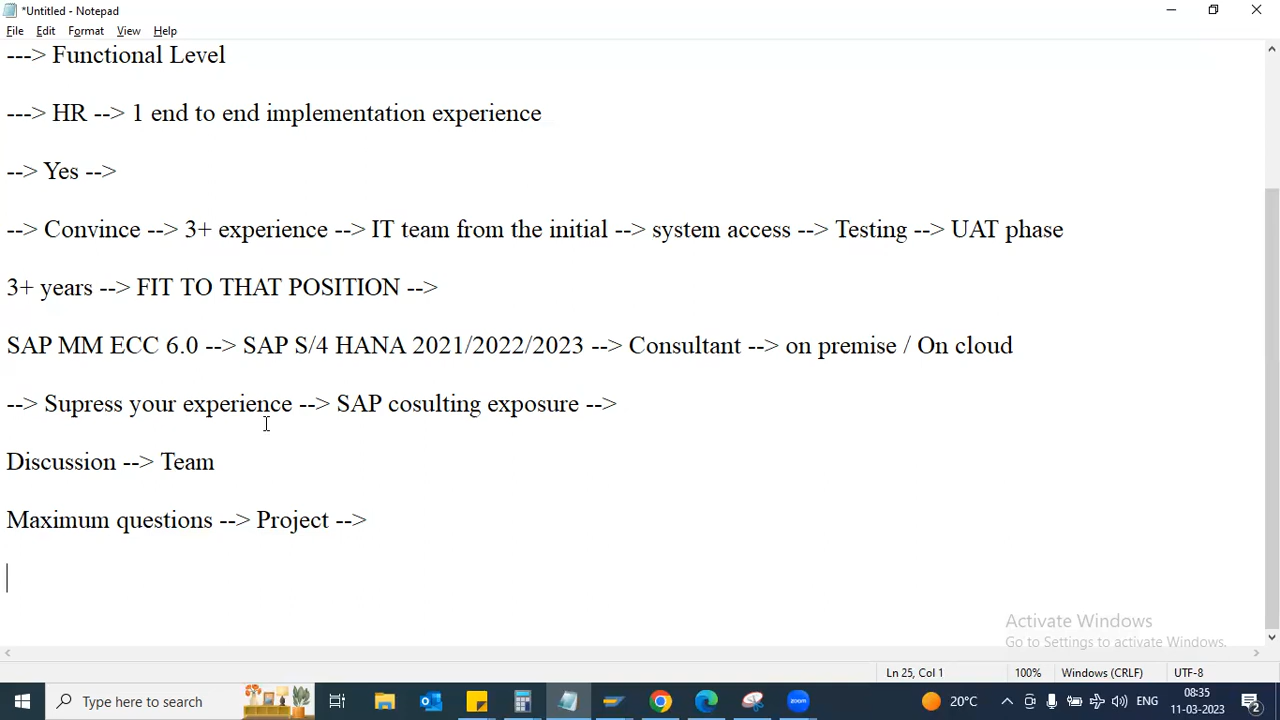 *Untitled - Notepad
File Edit Format View Help
---> Functional Level
---> HR --> 1 end to end implementation experience
--> Yes -->
--> Convince --> 3+ experience --> IT team from the initial --> system access --> Testing --> UAT phase
3+ years --> FIT TO THAT POSITION -->
SAP MM ECC 6.0 --> SAP S/4 HANA 2021/2022/2023 --> Consultant --> on premise / On cloud
--> Supress your experience --> SAP cosulting exposure -->
Discussion --> Team
Maximum questions --> Project -->
Activate Windows
Go to Settings to activate Windows.
Ln 25, Col 1 100% Windows (CRLF) UTF-8
Type here to search zoom 20°C ENG 08:35
11-03-2023 2